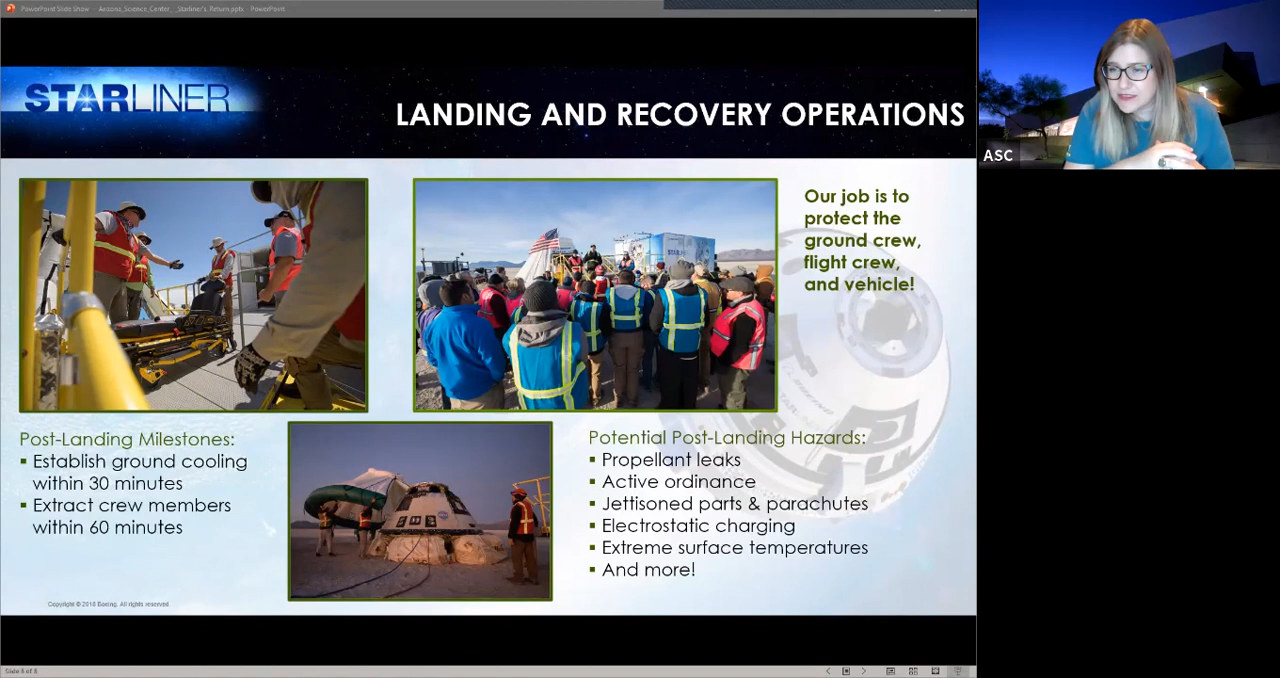 PowerPoint Slide Show - Arizona_Science_Center__Starliner's_Return.pptx - PowerPoint
STARLINER
LANDING AND RECOVERY OPERATIONS
ASC
Our job is to
protect the
ground crew,
flight crew,
and vehicle!
Post-Landing Milestones:
▪ Establish ground cooling
within 30 minutes
▪ Extract crew members
within 60 minutes
Potential Post-Landing Hazards:
▪ Propellant leaks
▪ Active ordinance
▪ Jettisoned parts & parachutes
▪ Electrostatic charging
▪ Extreme surface temperatures
▪ And more!
Copyright © 2016 Boeing. All rights reserved
Slide 8 of 8